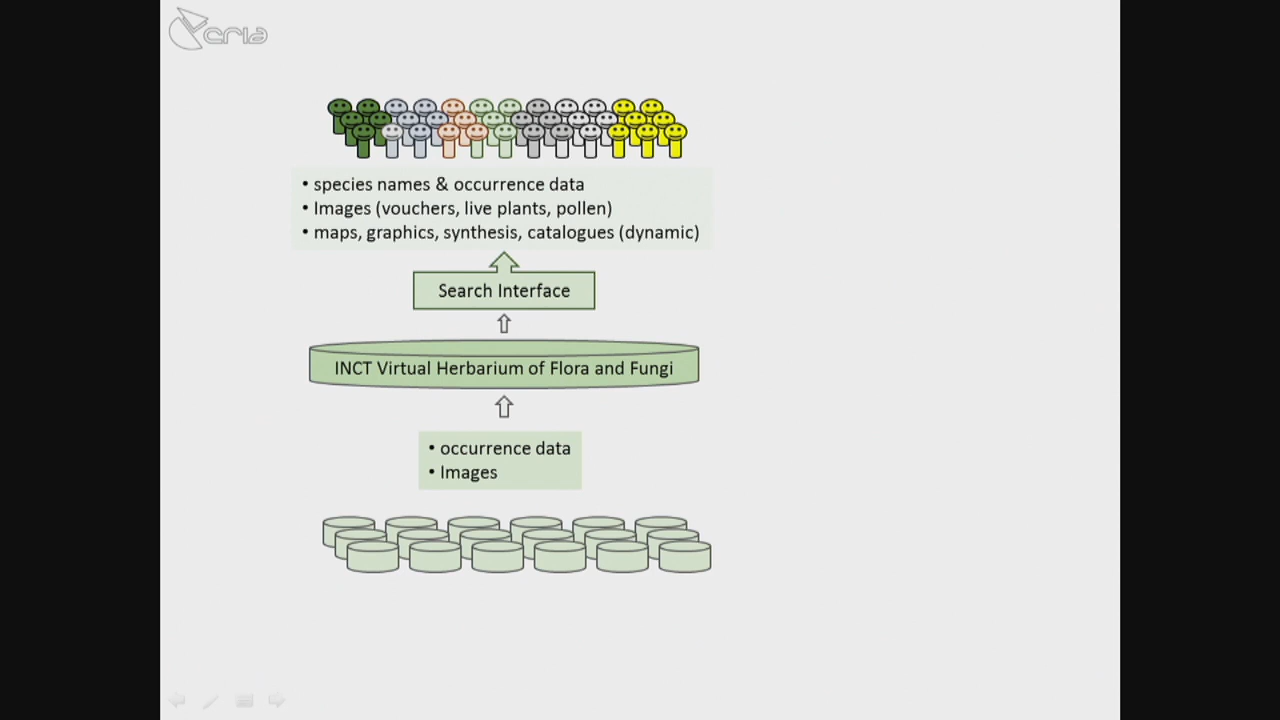 cria
• species names & occurrence data
• Images (vouchers, live plants, pollen)
• maps, graphics, synthesis, catalogues (dynamic)
Search Interface
INCT Virtual Herbarium of Flora and Fungi
• occurrence data
• Images